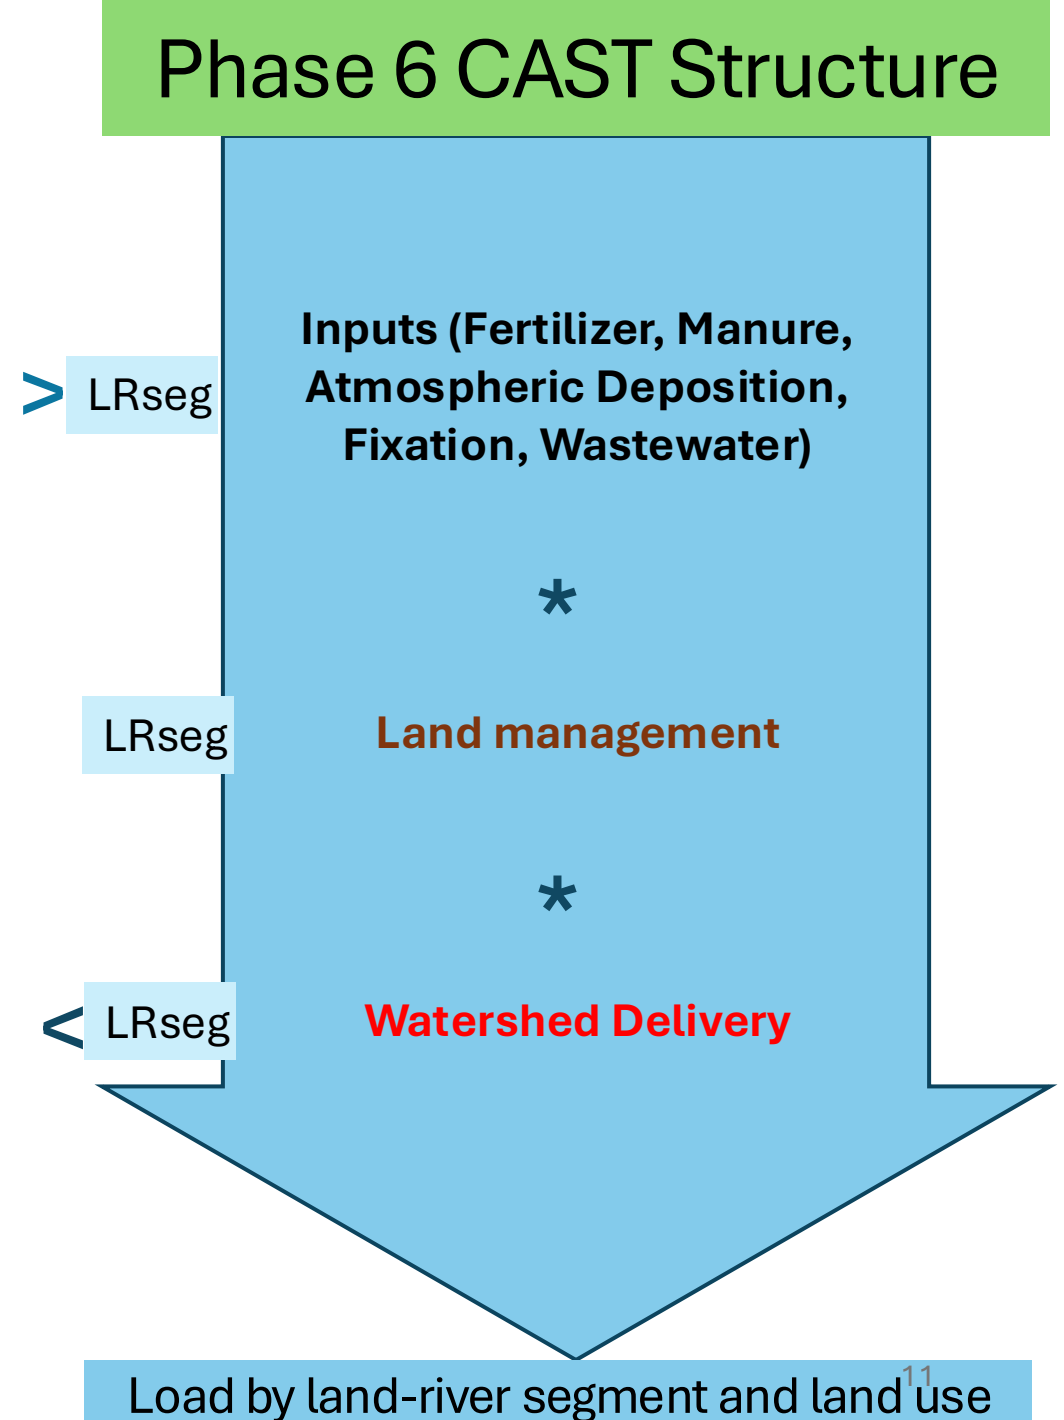 Phase 6 CAST Structure
Inputs (Fertilizer, Manure,
> LRseg
Atmospheric Deposition,
Fixation, Wastewater)
*
LRseg
Land management
*
< LRseg
Watershed Delivery
11
Load by land-river segment and land use